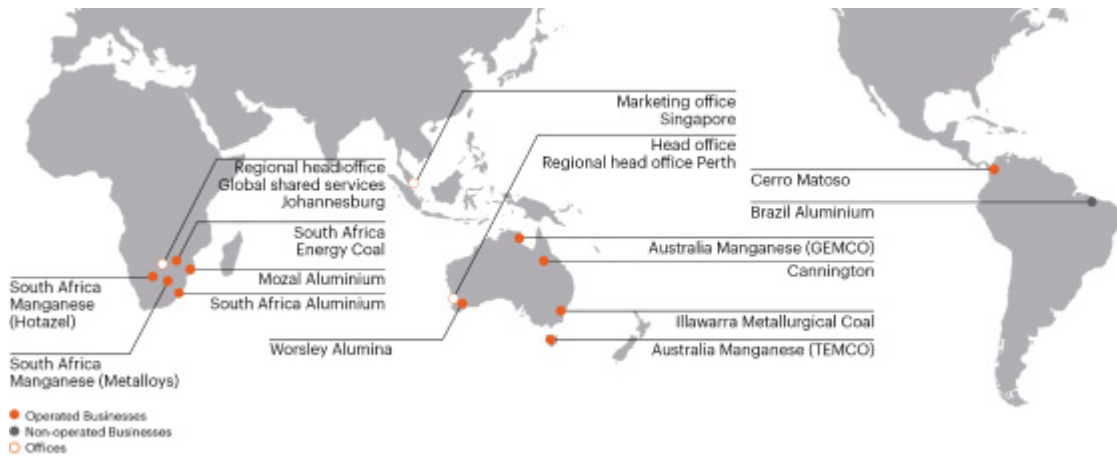 Marketing office
Singapore
Head office
Regional head office Perth
Regional head office
Global shared services
Johannesburg
Cerro Matoso
Brazil Aluminium
South Africa
Energy Coal
Australia Manganese (GEMCO)
Cannington
Mozal Aluminium
South Africa Aluminium
South Africa
Manganese
(Hotazel)
Illawarra Metallurgical Coal
Worsley Alumina
Australia Manganese (TEMCO)
South Africa
Manganese (Metalloys)
Operated Businesses
Non-operated Businesses
Offices